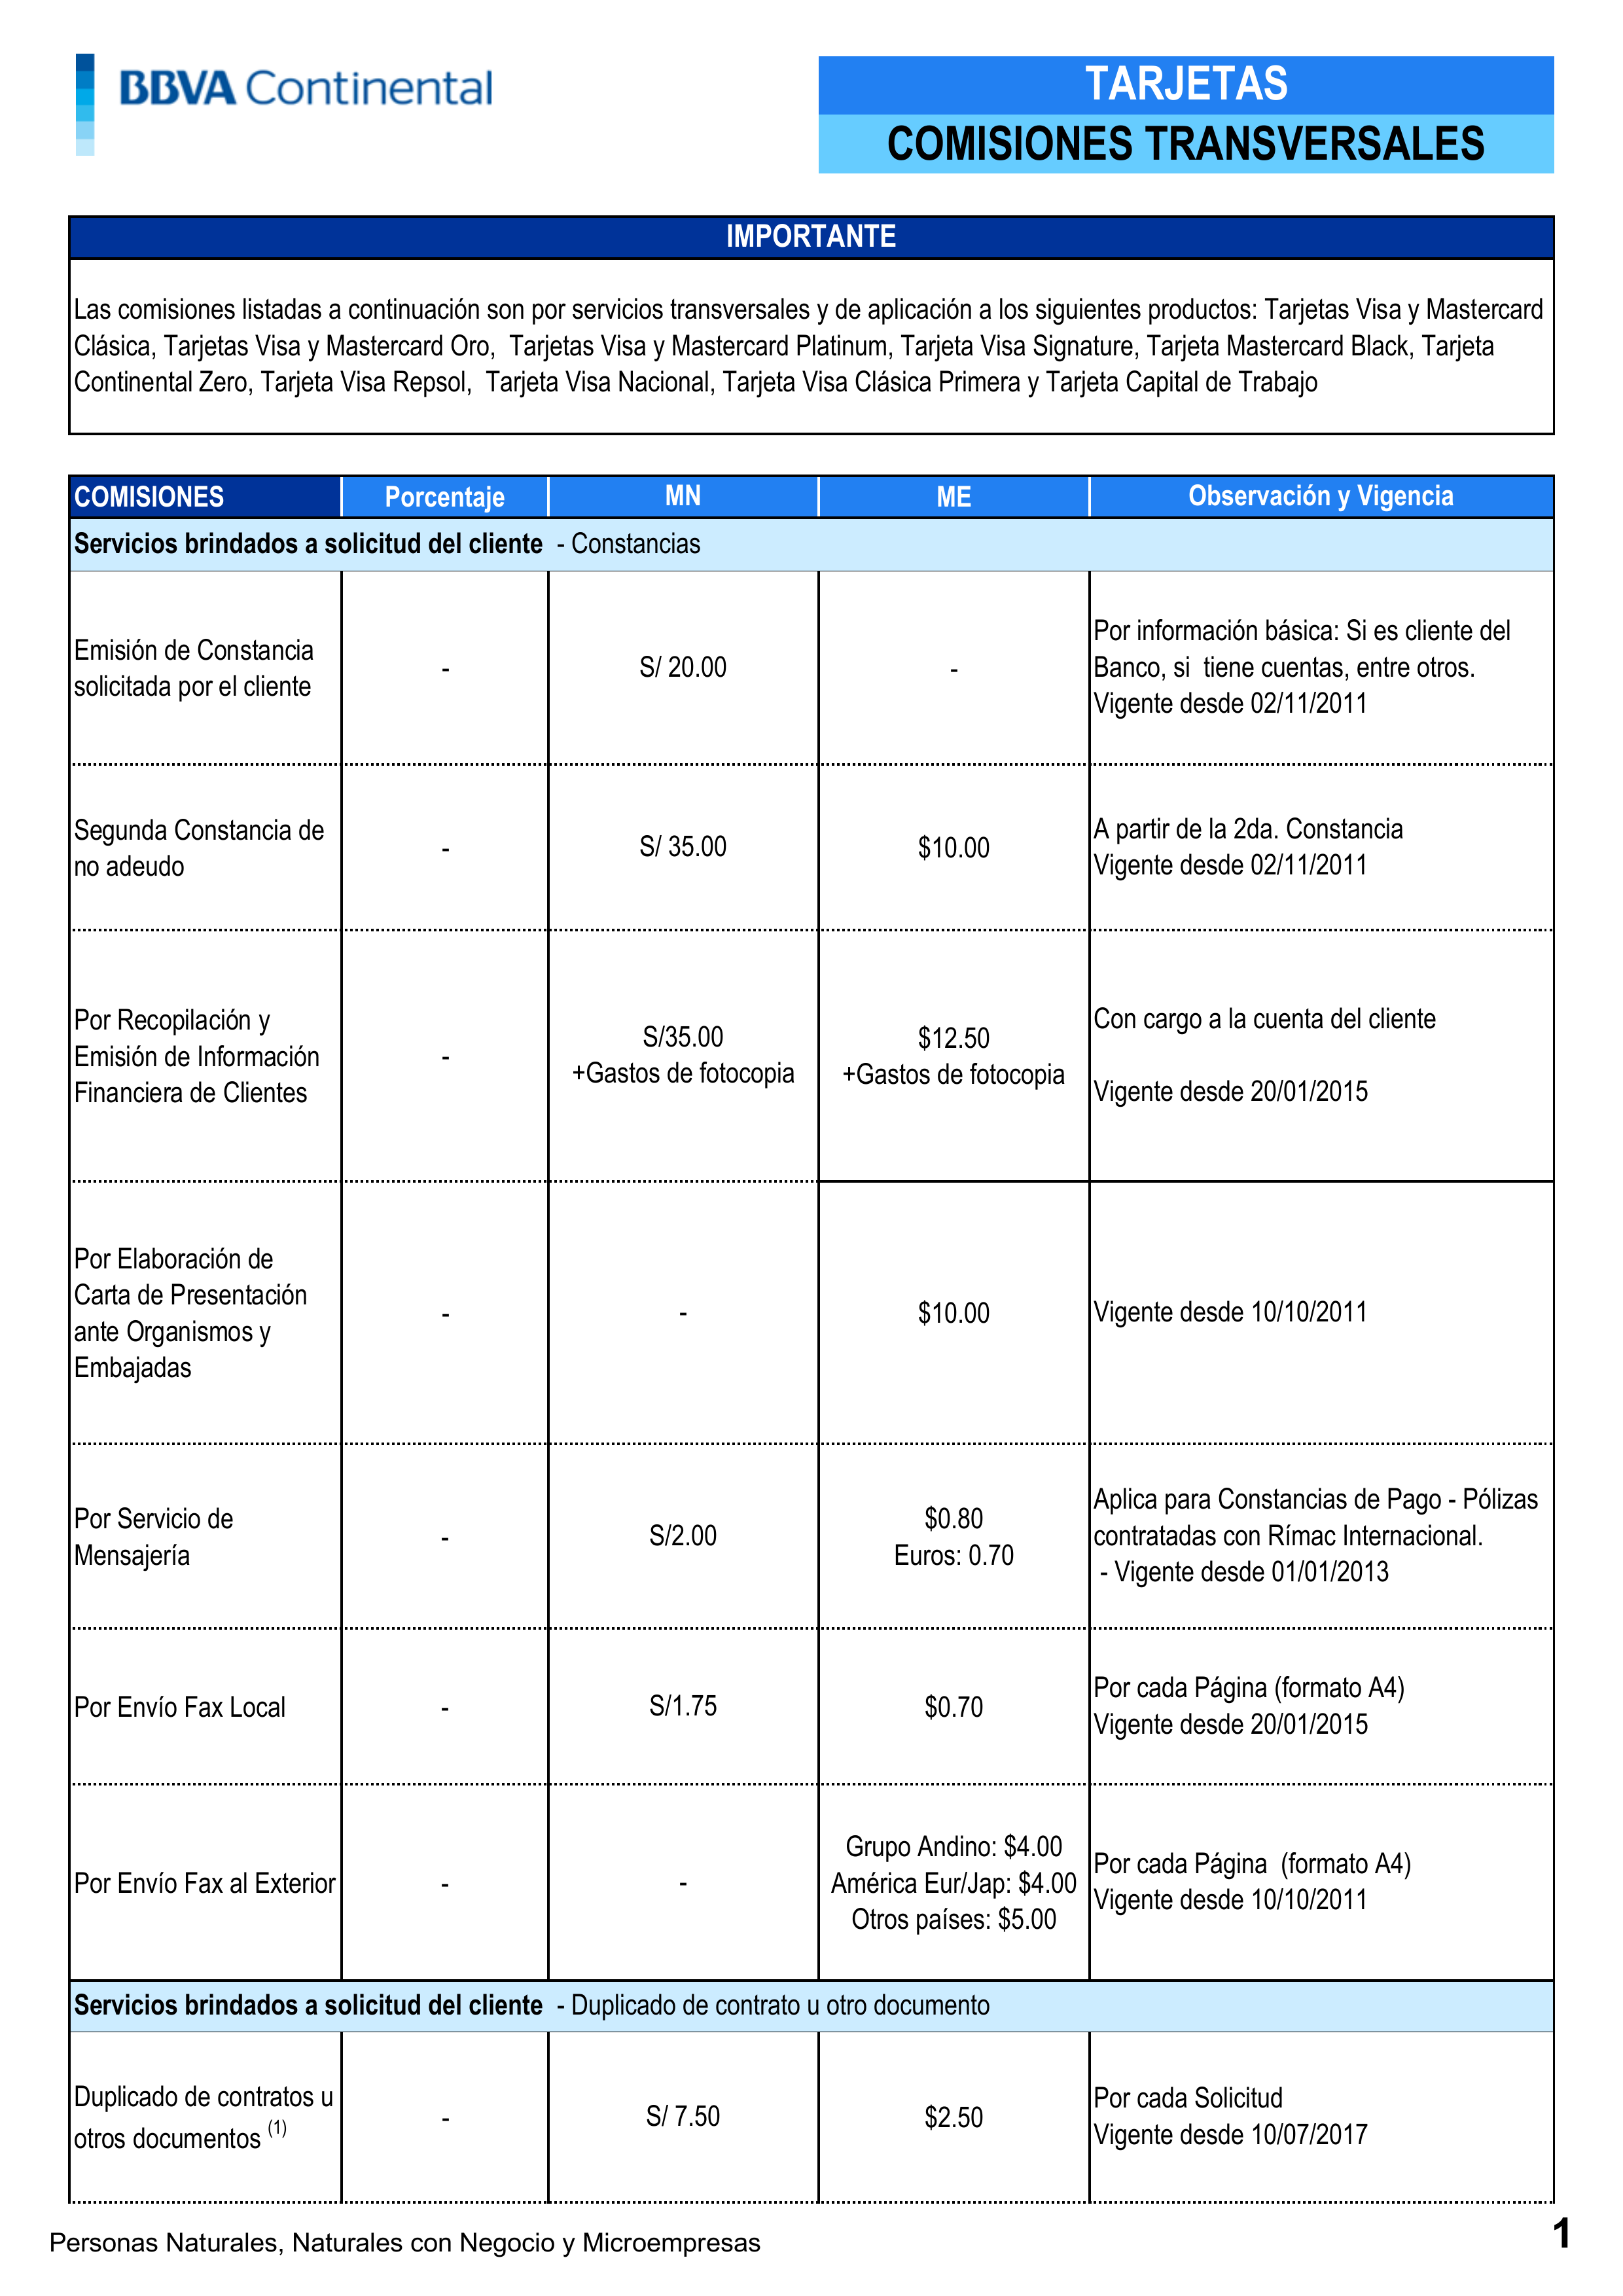 BBVA Continental
TARJETAS
COMISIONES TRANSVERSALES
IMPORTANTE
Las comisiones listadas a continuación son por servicios transversales y de aplicación a los siguientes productos: Tarjetas Visa y Mastercard
Clásica, Tarjetas Visa y Mastercard Oro,  Tarjetas Visa y Mastercard Platinum, Tarjeta Visa Signature, Tarjeta Mastercard Black, Tarjeta
Continental Zero, Tarjeta Visa Repsol,  Tarjeta Visa Nacional, Tarjeta Visa Clásica Primera y Tarjeta Capital de Trabajo
COMISIONES Porcentaje MN ME Observación y Vigencia
Servicios brindados a solicitud del cliente  - Constancias
Emisión de Constancia
solicitada por el cliente
-
S/ 20.00
-
Por información básica: Si es cliente del
Banco, si  tiene cuentas, entre otros.
Vigente desde 02/11/2011
Segunda Constancia de
no adeudo
-
S/ 35.00
$10.00
A partir de la 2da. Constancia
Vigente desde 02/11/2011
Por Recopilación y
Emisión de Información
Financiera de Clientes
-
S/35.00
+Gastos de fotocopia
$12.50
+Gastos de fotocopia
Con cargo a la cuenta del cliente
Vigente desde 20/01/2015
Por Elaboración de
Carta de Presentación
ante Organismos y
Embajadas
-
-
$10.00
Vigente desde 10/10/2011
Por Servicio de
Mensajería
-
S/2.00
$0.80
Euros: 0.70
Aplica para Constancias de Pago - Pólizas
contratadas con Rímac Internacional.
- Vigente desde 01/01/2013
Por Envío Fax Local
-
S/1.75
$0.70
Por cada Página (formato A4)
Vigente desde 20/01/2015
Por Envío Fax al Exterior
-
-
Grupo Andino: $4.00
América Eur/Jap: $4.00
Otros países: $5.00
Por cada Página  (formato A4)
Vigente desde 10/10/2011
Servicios brindados a solicitud del cliente  - Duplicado de contrato u otro documento
Duplicado de contratos u
otros documentos (1)
-
S/ 7.50
$2.50
Por cada Solicitud
Vigente desde 10/07/2017
Personas Naturales, Naturales con Negocio y Microempresas
1